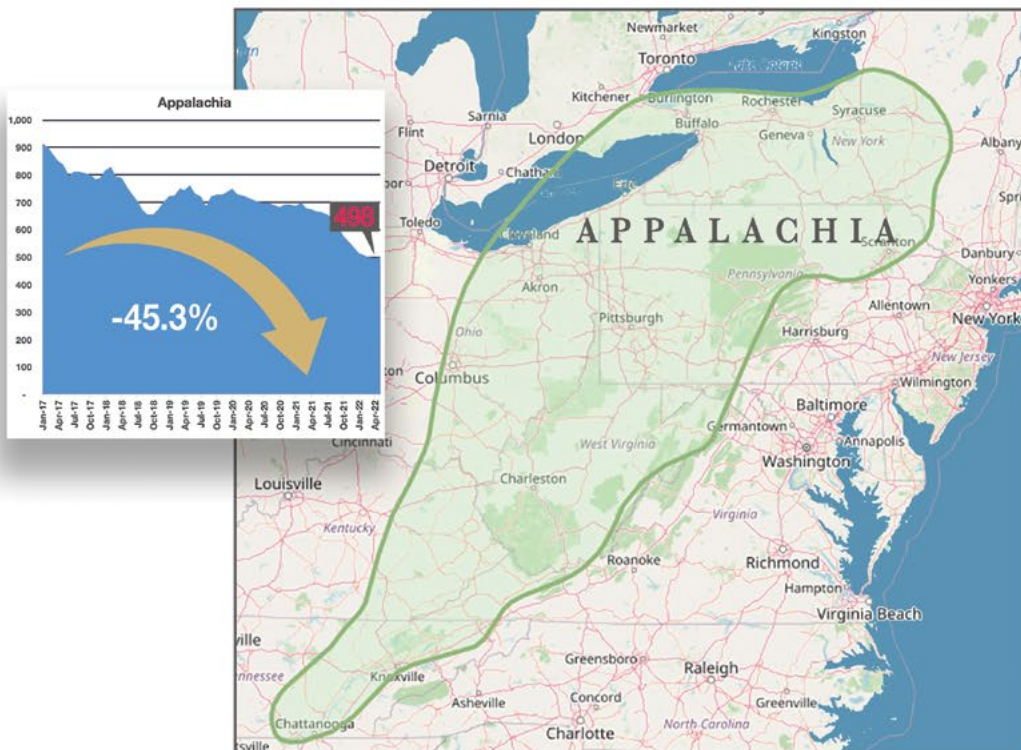 Appalachia
1,000
900
800
700
600
500
400
300
200
100
-
498
-45.3%
Jan-17
Apr-17
Jul-17
Oct-17
Jan-18
Apr-18
Jul-18
Oct-18
Jan-19
Apr-19
Jul-19
Oct-19
Jan-20
Apr-20
Jul-20
Oct-20
Jan-21
Apr-21
Jul-21
Oct-21
Jan-22
Apr-22
Newmarket
Kingston
Toronto
Kitchener
Burlington
Rochester
Syracuse
Flint
Sarnia
London
Buffalo
Geneva
New York
Albany
Detroit
Toledo
APPALACHIA
Cleveland
Scranton
Danbury
Akron
Pennsylvania
Yonkers
Allentown
New York
Pittsburgh
Harrisburg
Ohio
New Jersey
Columbus
Wilmington
Baltimore
Germantown
Annapolis
Cincinnati
West Virginia
Washington
Louisville
Charleston
Kentucky
Virginia
Roanoke
Richmond
Hampton
Virginia Beach
ville
Greensboro
Raleigh
Knoxville
nnessee
Asheville
Concord
Greenville
Chattanooga
Charlotte
North Carolina
tsville